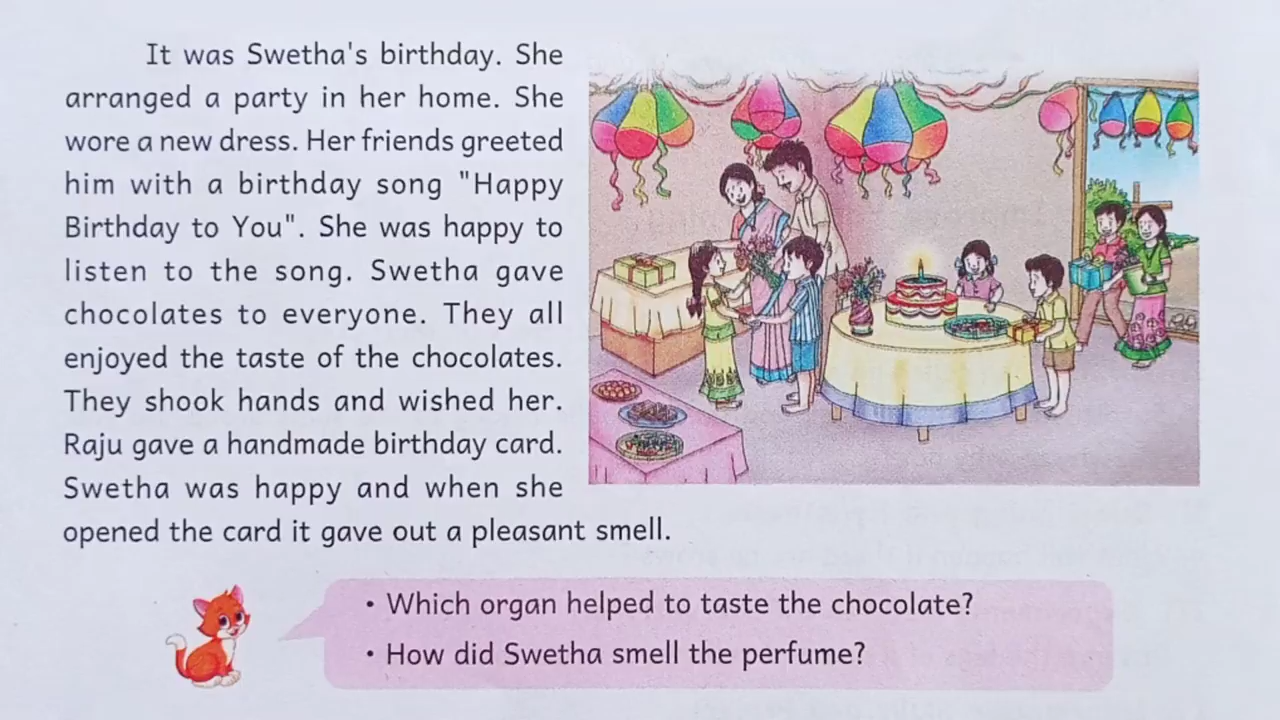 It was Swetha's birthday. She
arranged a party in her home. She
wore a new dress. Her friends greeted
him with a birthday song "Happy
Birthday to You". She was happy to
listen to the song. Swetha gave
chocolates to everyone. They all
enjoyed the taste of the chocolates.
They shook hands and wished her.
Raju gave a handmade birthday card.
Swetha was happy and when she
opened the card it gave out a pleasant smell.
• Which organ helped to taste the chocolate?
• How did Swetha smell the perfume?